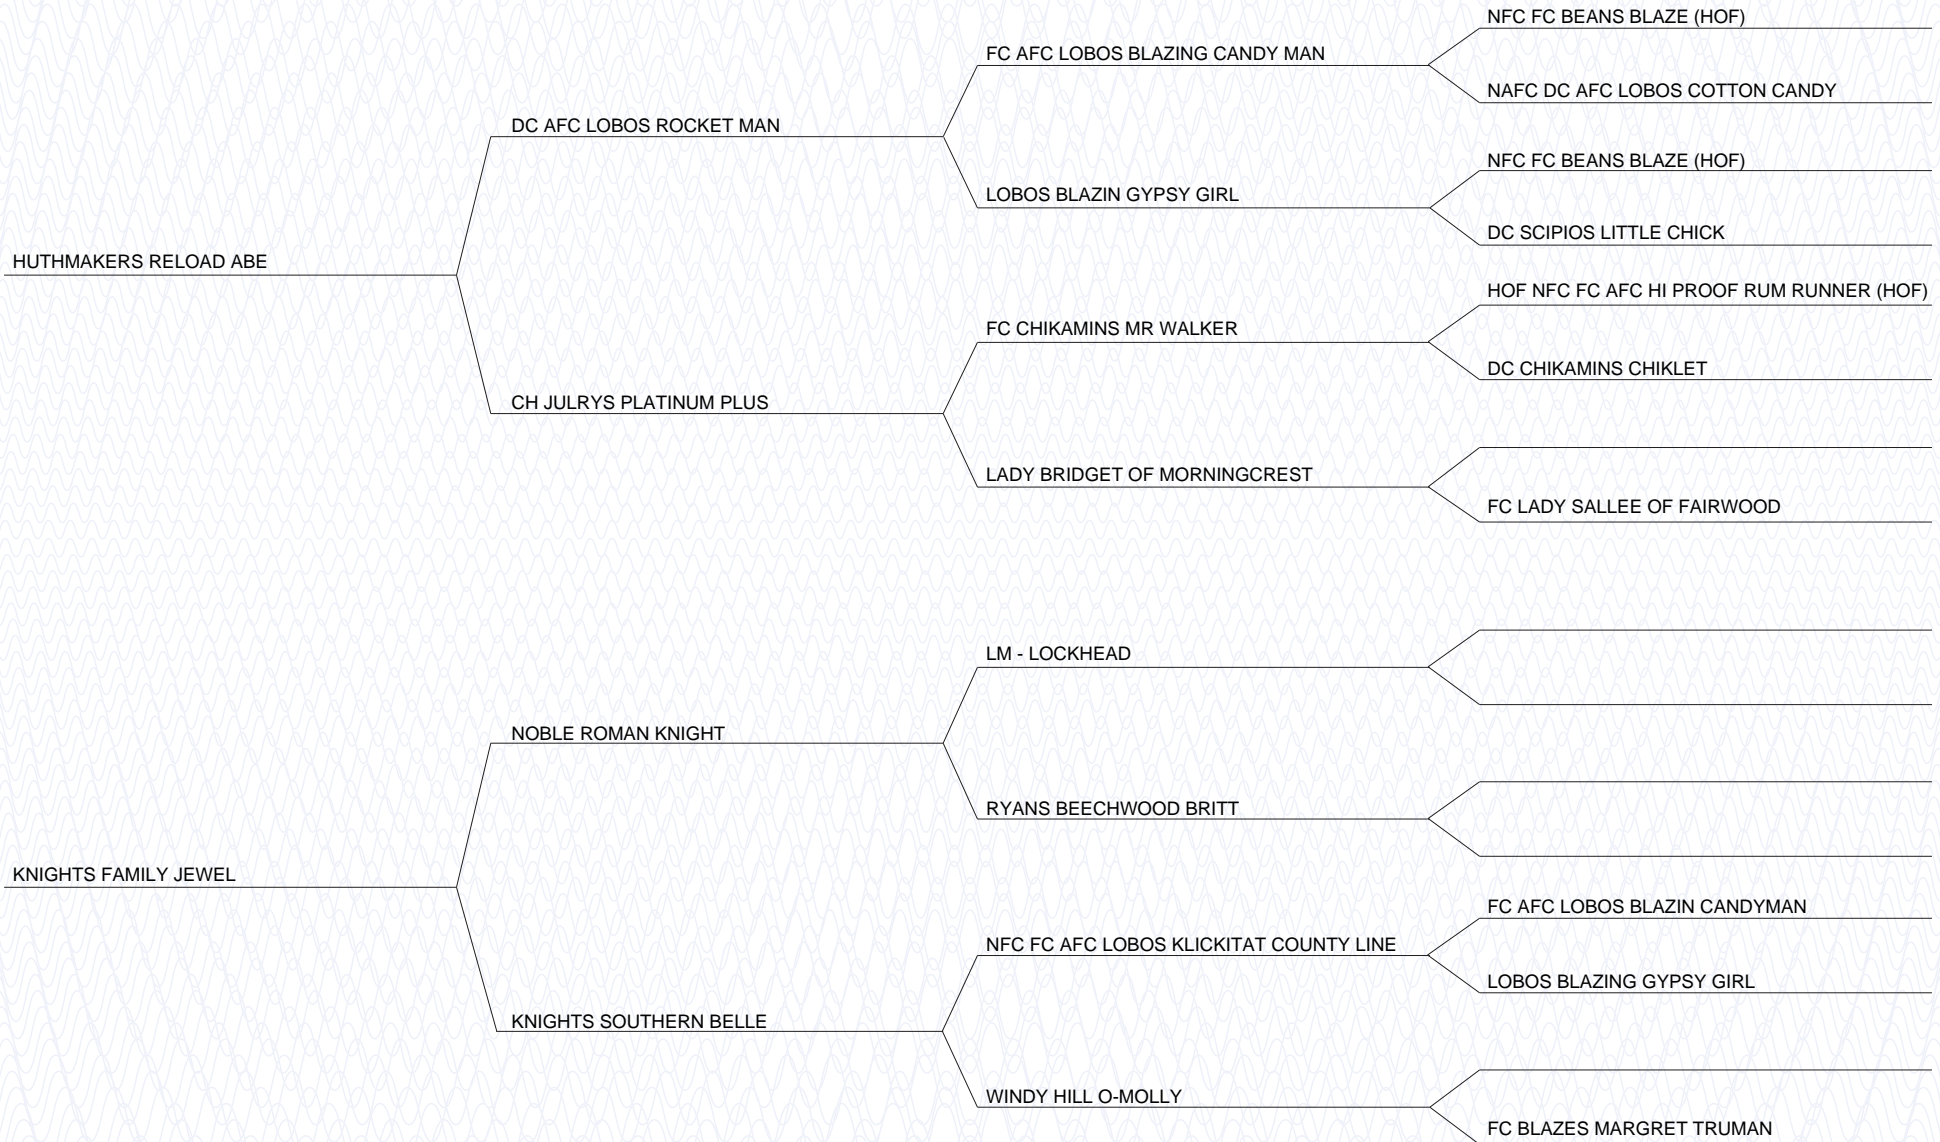 NFC FC BEANS BLAZE (HOF)
FC AFC LOBOS BLAZING CANDY MAN
NAFC DC AFC LOBOS COTTON CANDY
DC AFC LOBOS ROCKET MAN
NFC FC BEANS BLAZE (HOF)
LOBOS BLAZIN GYPSY GIRL
DC SCIPIOS LITTLE CHICK
HUTHMAKERS RELOAD ABE
HOF NFC FC AFC HI PROOF RUM RUNNER (HOF)
FC CHIKAMINS MR WALKER
DC CHIKAMINS CHIKLET
CH JULRYS PLATINUM PLUS
LADY BRIDGET OF MORNINGCREST
FC LADY SALLEE OF FAIRWOOD
LM - LOCKHEAD
NOBLE ROMAN KNIGHT
RYANS BEECHWOOD BRITT
KNIGHTS FAMILY JEWEL
FC AFC LOBOS BLAZIN CANDYMAN
NFC FC AFC LOBOS KLICKITAT COUNTY LINE
LOBOS BLAZING GYPSY GIRL
KNIGHTS SOUTHERN BELLE
WINDY HILL O-MOLLY
FC BLAZES MARGRET TRUMAN